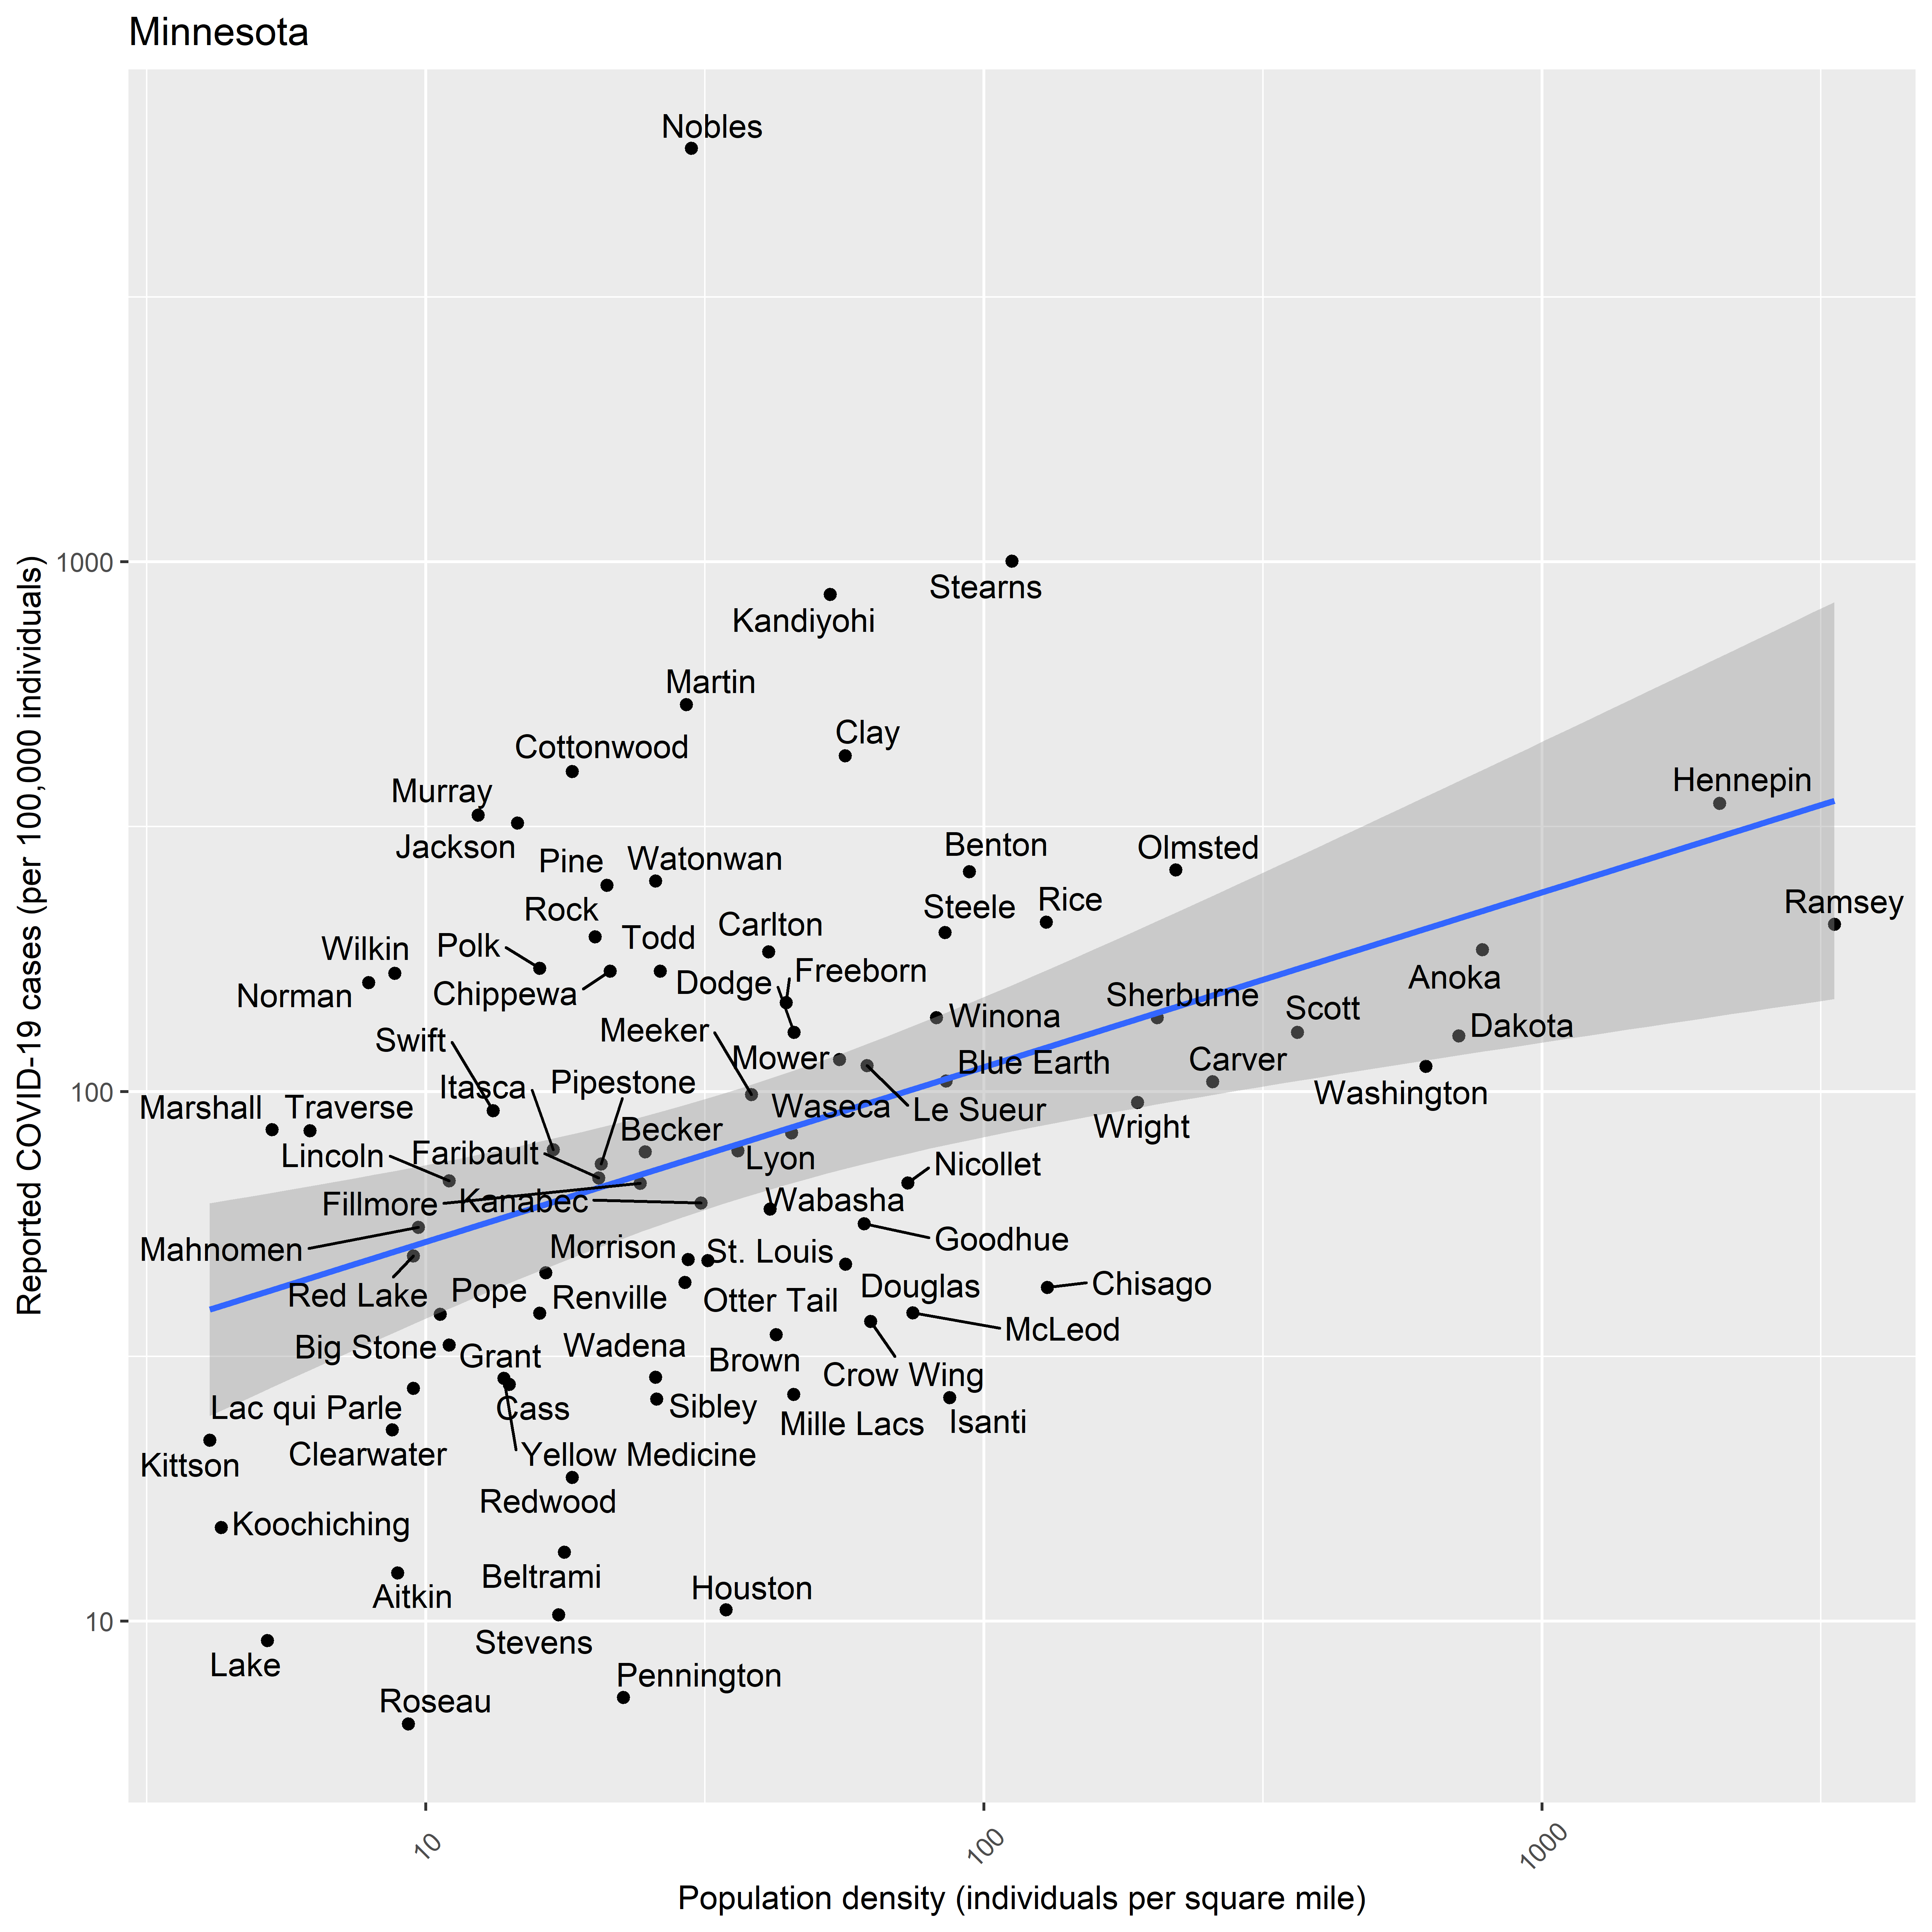 Minnesota
Nobles
1000
Stearns
Kandiyohi
Martin
Clay
Cottonwood
Hennepin
Murray
Jackson
Benton
Olmsted
Pine
Watonwan
Rock
Steele
Rice
Ramsey
Todd
Carlton
Polk
Wilkin
Freeborn
Dodge
Anoka
Norman
Chippewa
Sherburne
Scott
Winona
Dakota
Meeker
Swift
Mower
Blue Earth
Carver
Pipestone
Itasca
Washington
100
Marshall
Traverse
Waseca
Le Sueur
Wright
Becker
Faribault
Lincoln
Lyon
Nicollet
Fillmore
Kanabec
Wabasha
Goodhue
Mahnomen
Morrison
St. Louis
Red Lake
Pope
Renville
Otter Tail
Douglas
Chisago
McLeod
Big Stone
Grant
Wadena
Brown
Crow Wing
Lac qui Parle
Cass
Sibley
Mille Lacs
Isanti
Kittson
Clearwater
Yellow Medicine
Redwood
Koochiching
Beltrami
Aitkin
Houston
10
Stevens
Lake
Pennington
Roseau
10
100
1000
Population density (individuals per square mile)
Reported COVID-19 cases (per 100,000 individuals)